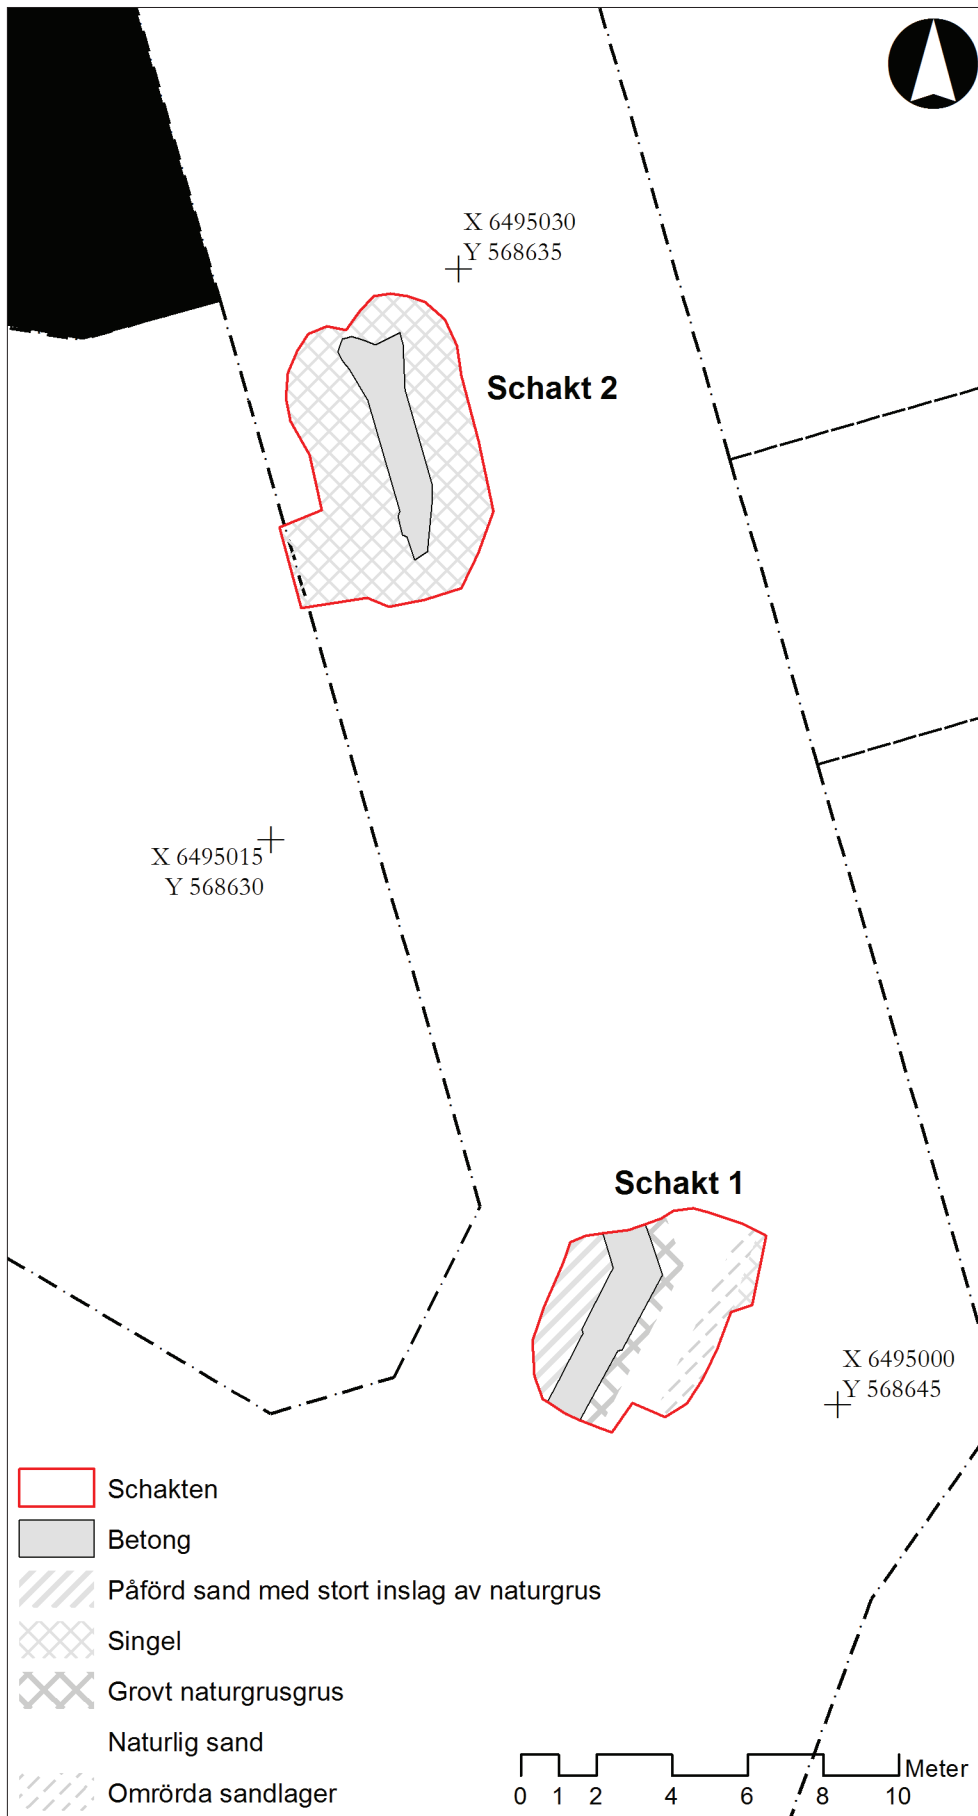 X 6495030
Y 568635
Schakt 2
X 6495015
Y 568630
Schakt 1
X 6495000
Y 568645
Schakten
Betong
Påförd sand med stort inslag av naturgrus
Singel
Grovt naturgrusgrus
Naturlig sand
Omrörda sandlager
Meter
0 1 2 4 6 8 10